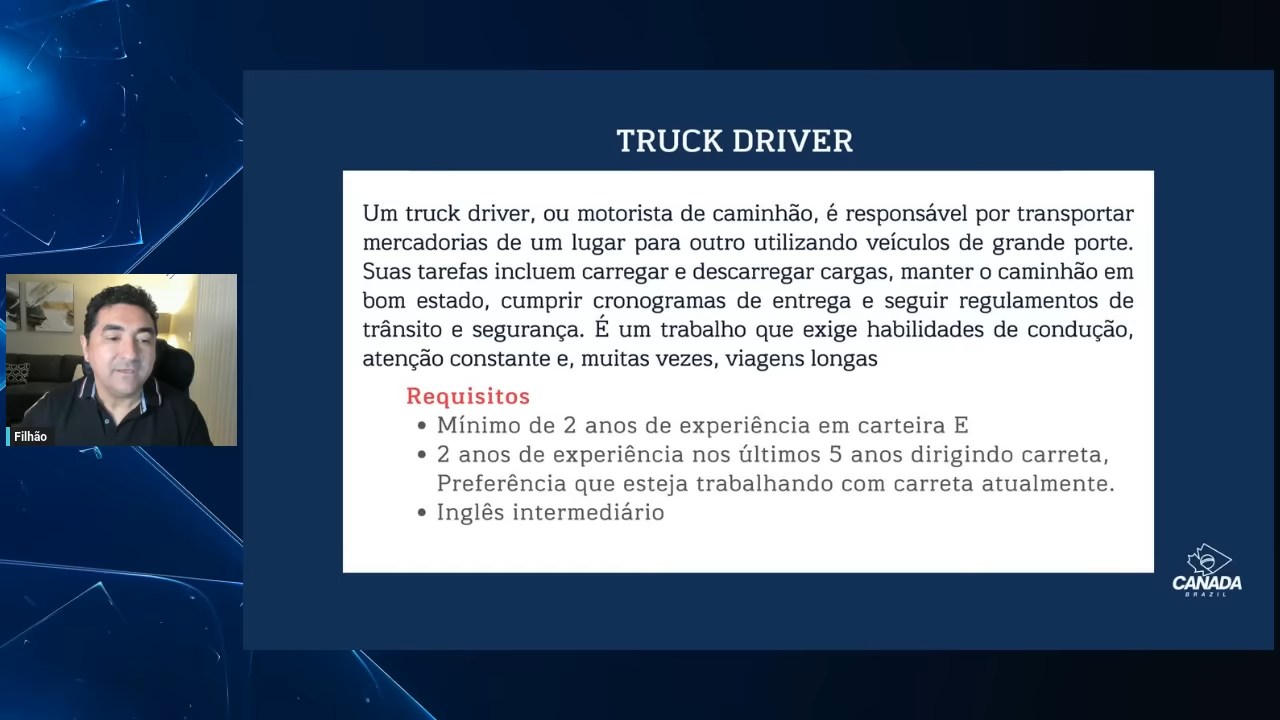 TRUCK DRIVER
Um truck driver, ou motorista de caminhão, é responsável por transportar
mercadorias de um lugar para outro utilizando veículos de grande porte.
Suas tarefas incluem carregar e descarregar cargas, manter o caminhão em
bom estado, cumprir cronogramas de entrega e seguir regulamentos de
trânsito e segurança. É um trabalho que exige habilidades de condução,
atenção constante e, muitas vezes, viagens longas
Requisitos
• Mínimo de 2 anos de experiência em carteira E
• 2 anos de experiência nos últimos 5 anos dirigindo carreta,
Preferência que esteja trabalhando com carreta atualmente.
• Inglês intermediário
Filhão
CANADA
BRAZIL